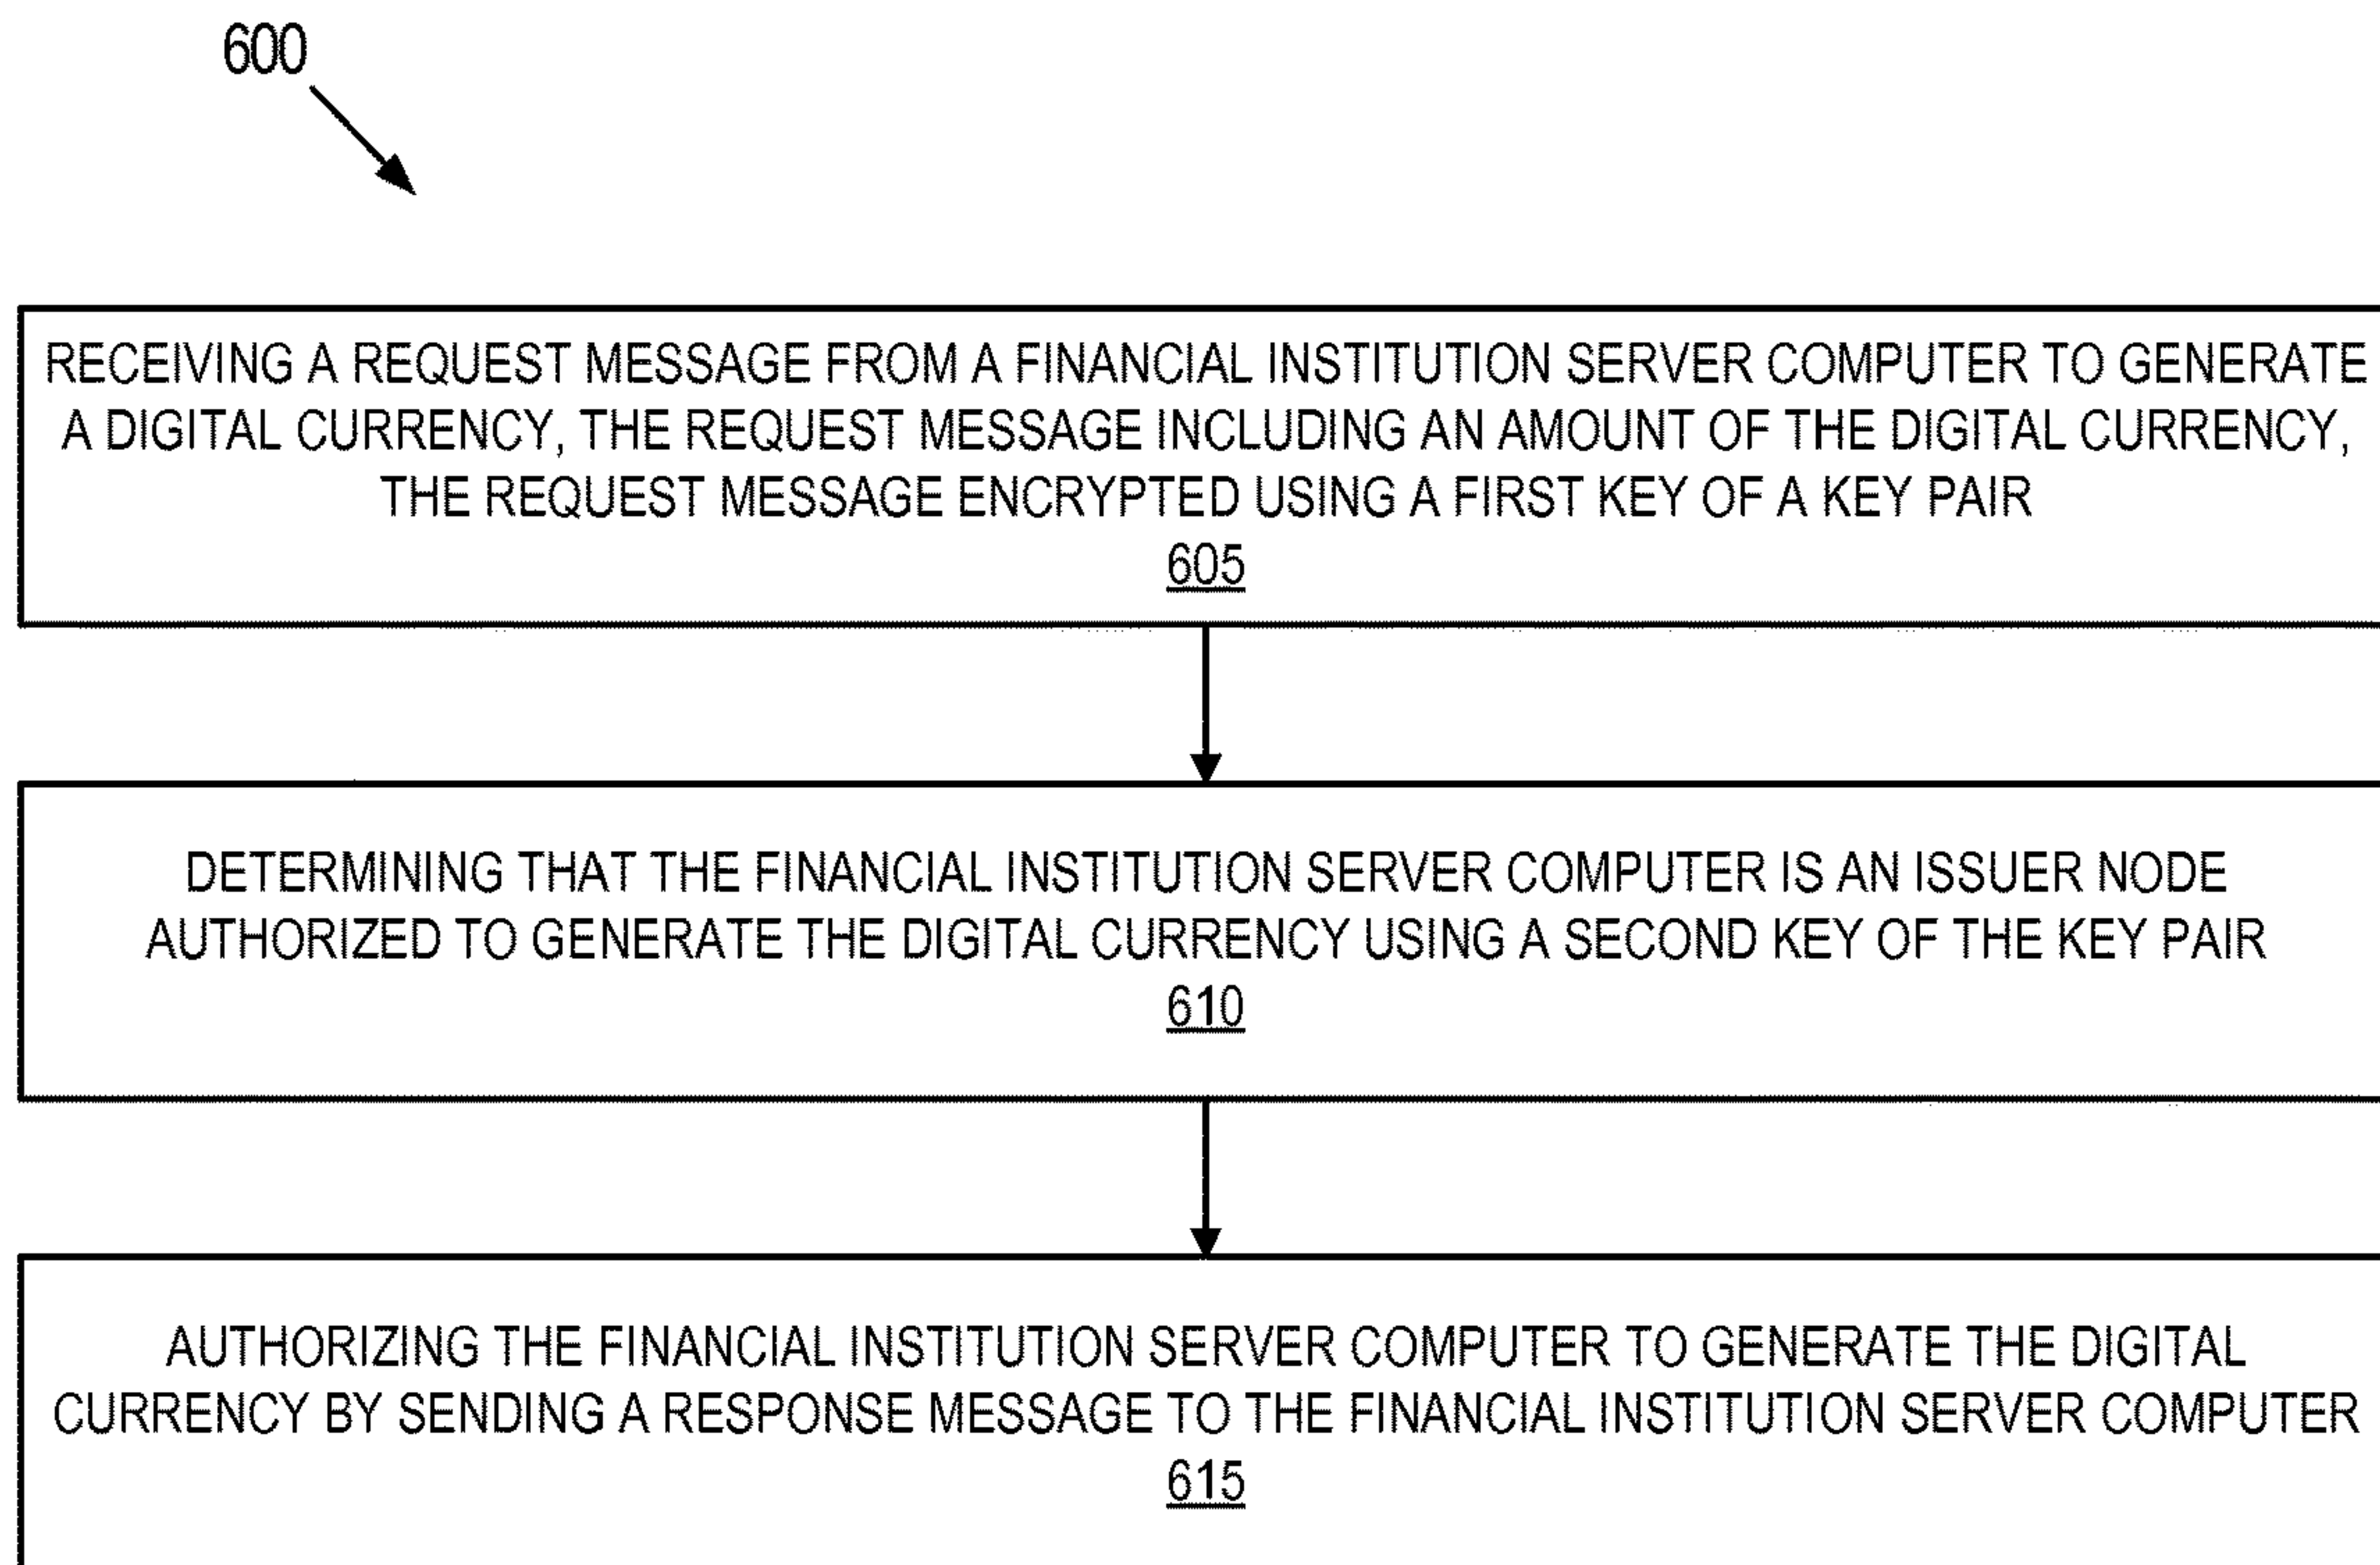 600
RECEIVING A REQUEST MESSAGE FROM A FINANCIAL INSTITUTION SERVER COMPUTER TO GENERATE
A DIGITAL CURRENCY, THE REQUEST MESSAGE INCLUDING AN AMOUNT OF THE DIGITAL CURRENCY,
THE REQUEST MESSAGE ENCRYPTED USING A FIRST KEY OF A KEY PAIR
605
DETERMINING THAT THE FINANCIAL INSTITUTION SERVER COMPUTER IS AN ISSUER NODE
AUTHORIZED TO GENERATE THE DIGITAL CURRENCY USING A SECOND KEY OF THE KEY PAIR
610
AUTHORIZING THE FINANCIAL INSTITUTION SERVER COMPUTER TO GENERATE THE DIGITAL
CURRENCY BY SENDING A RESPONSE MESSAGE TO THE FINANCIAL INSTITUTION SERVER COMPUTER
615